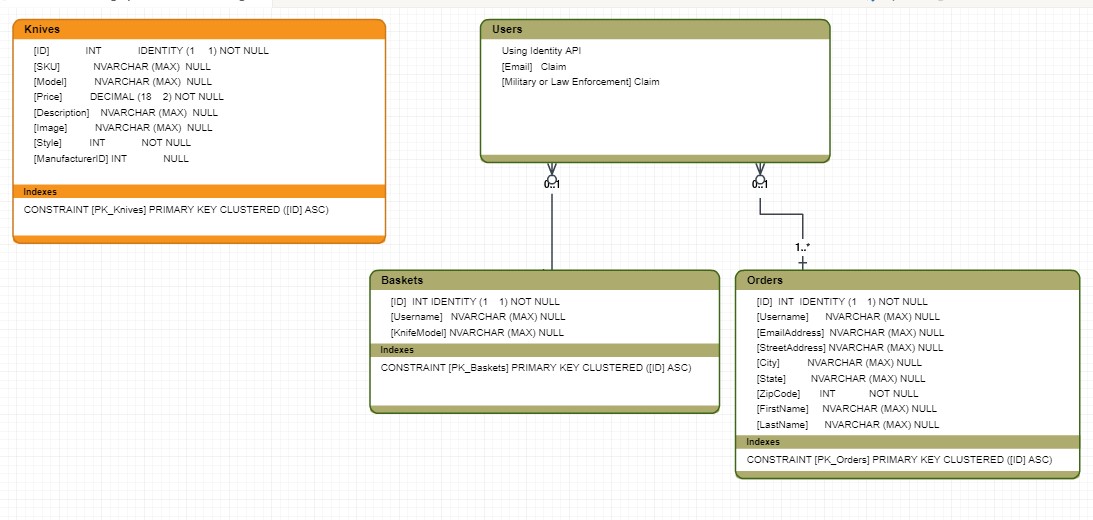 Knives
[ID] INT IDENTITY (1 1) NOT NULL
[SKU] NVARCHAR (MAX) NULL
[Model] NVARCHAR (MAX) NULL
[Price] DECIMAL (18 2) NOT NULL
[Description] NVARCHAR (MAX) NULL
[Image] NVARCHAR (MAX) NULL
[Style] INT NOT NULL
[ManufacturerID] INT NULL
Indexes
CONSTRAINT [PK_Knives] PRIMARY KEY CLUSTERED ([ID] ASC)
Users
Using Identity API
[Email] Claim
[Military or Law Enforcement] Claim
0..1
0..1
1..*
Baskets
[ID] INT IDENTITY (1 1) NOT NULL
[Username] NVARCHAR (MAX) NULL
[KnifeModel] NVARCHAR (MAX) NULL
Indexes
CONSTRAINT [PK_Baskets] PRIMARY KEY CLUSTERED ([ID] ASC)
Orders
[ID] INT IDENTITY (1 1) NOT NULL
[Username] NVARCHAR (MAX) NULL
[EmailAddress] NVARCHAR (MAX) NULL
[StreetAddress] NVARCHAR (MAX) NULL
[City] NVARCHAR (MAX) NULL
[State] NVARCHAR (MAX) NULL
[ZipCode] INT NOT NULL
[FirstName] NVARCHAR (MAX) NULL
[LastName] NVARCHAR (MAX) NULL
Indexes
CONSTRAINT [PK_Orders] PRIMARY KEY CLUSTERED ([ID] ASC)